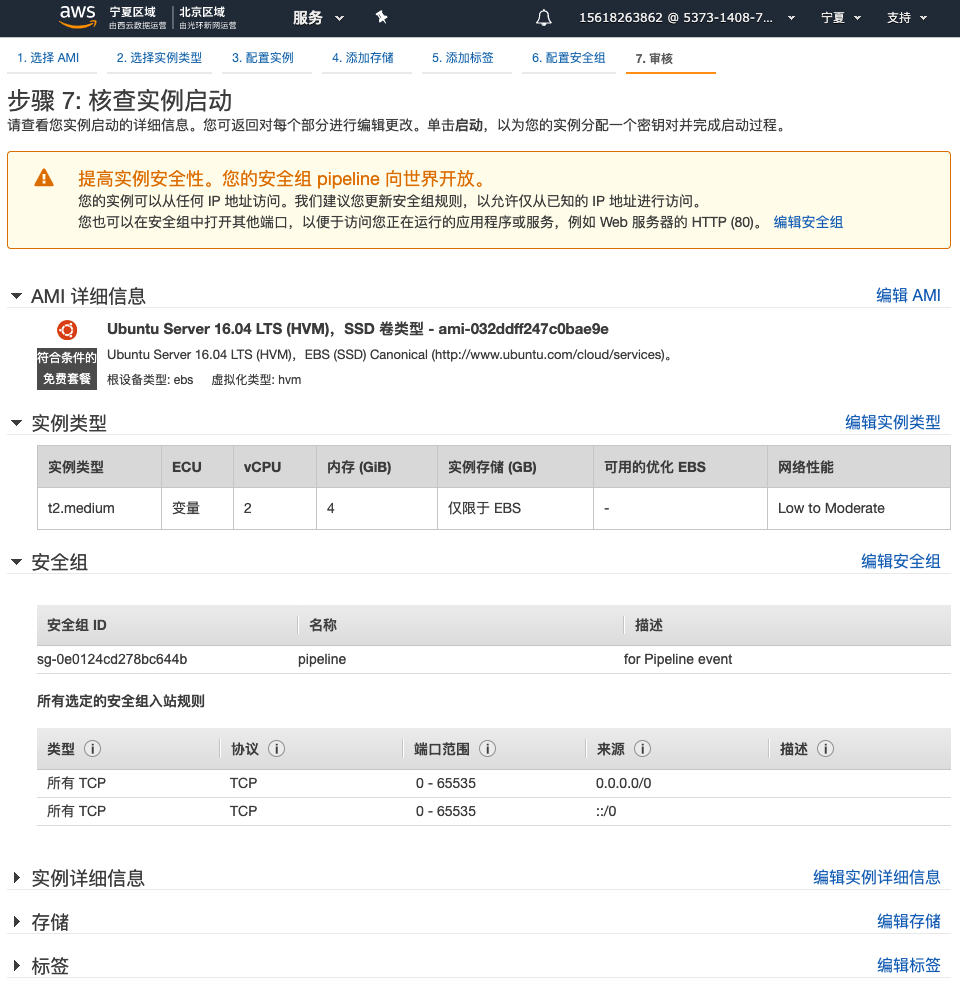 aws 宁夏区域 由西云数据运营 北京区域 由光环新网运营 服务 15618263862 @ 5373-1408-7... 宁夏 支持
1. 选择 AMI 2. 选择实例类型 3. 配置实例 4. 添加存储 5. 添加标签 6. 配置安全组 7. 审核
步骤 7: 核查实例启动
请查看您实例启动的详细信息。您可返回对每个部分进行编辑更改。单击启动，以为您的实例分配一个密钥对并完成启动过程。
提高实例安全性。您的安全组 pipeline 向世界开放。
您的实例可以从任何 IP 地址访问。我们建议您更新安全组规则，以允许仅从已知的 IP 地址进行访问。
您也可以在安全组中打开其他端口，以便于访问您正在运行的应用程序或服务，例如 Web 服务器的 HTTP (80)。 编辑安全组
AMI 详细信息 编辑 AMI
Ubuntu Server 16.04 LTS (HVM)，SSD 卷类型 - ami-032ddff247c0bae9e
符合条件的
免费套餐
Ubuntu Server 16.04 LTS (HVM)，EBS (SSD) Canonical (http://www.ubuntu.com/cloud/services)。
根设备类型: ebs 虚拟化类型: hvm
实例类型 编辑实例类型
实例类型 ECU vCPU 内存 (GiB) 实例存储 (GB) 可用的优化 EBS 网络性能
t2.medium 变量 2 4 仅限于 EBS - Low to Moderate
安全组 编辑安全组
安全组 ID 名称 描述
sg-0e0124cd278bc644b pipeline for Pipeline event
所有选定的安全组入站规则
类型 i 协议 i 端口范围 i 来源 i 描述 i
所有 TCP TCP 0 - 65535 0.0.0.0/0
所有 TCP TCP 0 - 65535 ::/0
实例详细信息 编辑实例详细信息
存储 编辑存储
标签 编辑标签